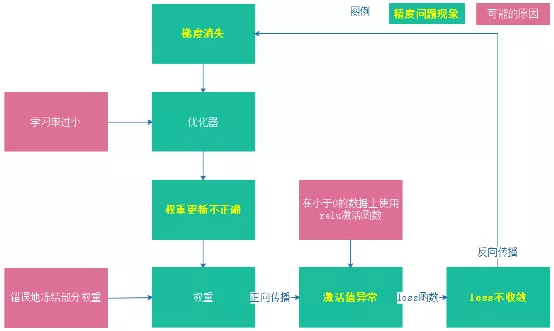 图例
精度问题现象
可能的原因
梯度消失
学习率过小
优化器
权重更新不正确
在小于0的数据上使用
relu激活函数
反向传播
错误地冻结部分权重
权重
正向传播
激活值异常
loss函数
loss不收敛